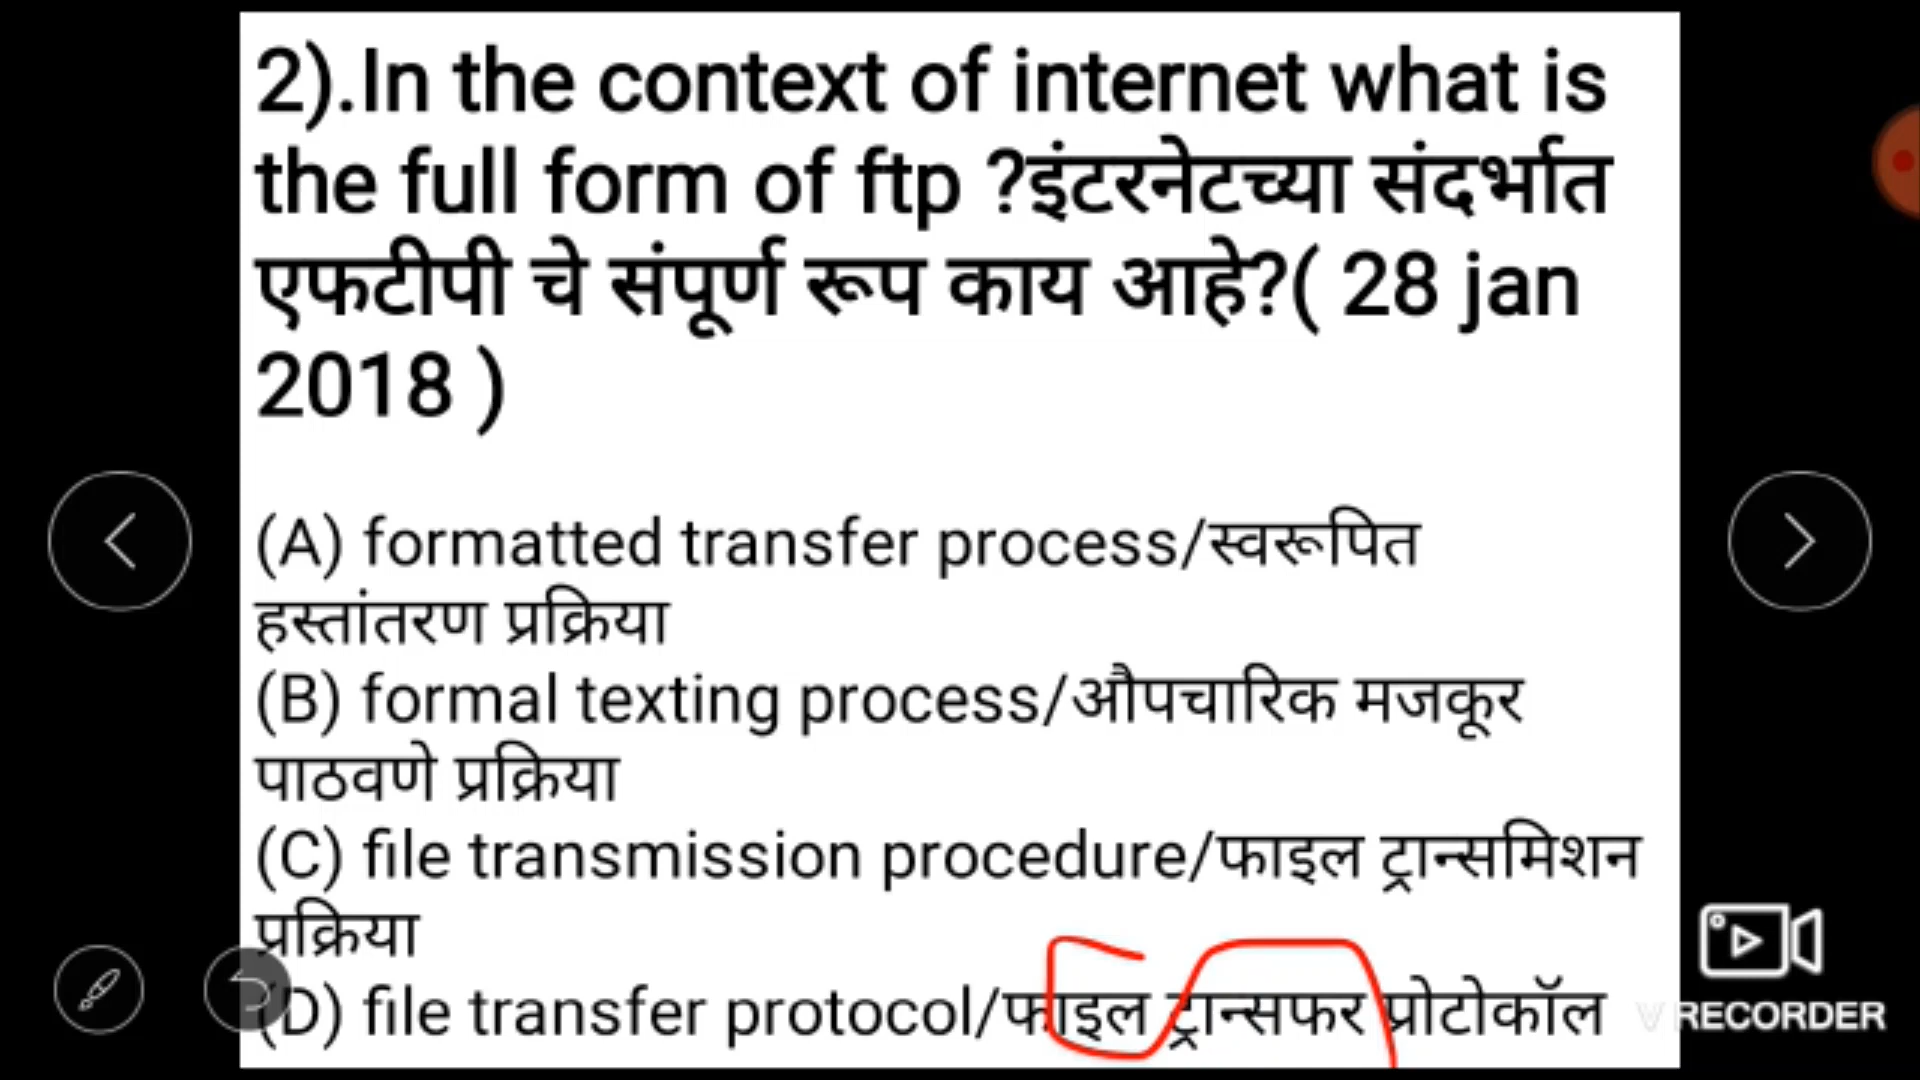 2).In the context of internet what is
the full form of ftp ?इंटरनेटच्या संदर्भात
एफटीपी चे संपूर्ण रूप काय आहे?( 28 jan
2018 )
(A) formatted transfer process/स्वरूपित
हस्तांतरण प्रक्रिया
(B) formal texting process/औपचारिक मजकूर
पाठवणे प्रक्रिया
(C) file transmission procedure/फाइल ट्रान्समिशन
प्रक्रिया
(D) file transfer protocol/फाइल ट्रान्सफर प्रोटोकॉल
V RECORDER